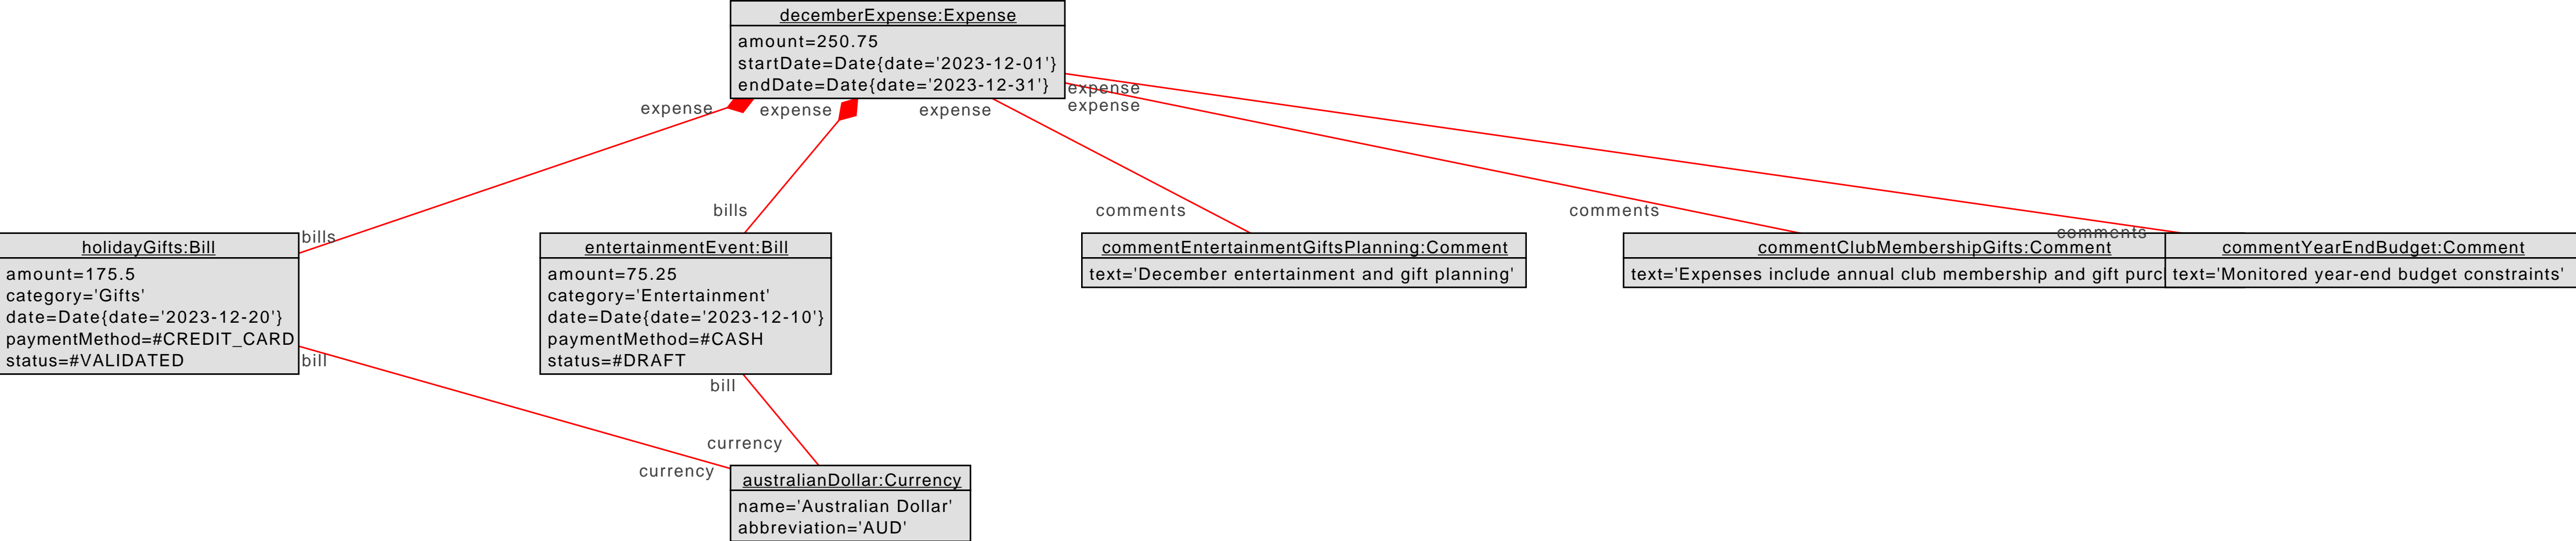 decemberExpense:Expense
amount=250.75
startDate=Date{date='2023-12-01'}
endDate=Date{date='2023-12-31'}
expense
expense
expense
expense
expense
bills
bills
comments
comments
comments
holidayGifts:Bill
amount=175.5
category='Gifts'
date=Date{date='2023-12-20'}
paymentMethod=#CREDIT_CARD
status=#VALIDATED
entertainmentEvent:Bill
amount=75.25
category='Entertainment'
date=Date{date='2023-12-10'}
paymentMethod=#CASH
status=#DRAFT
commentEntertainmentGiftsPlanning:Comment
text='December entertainment and gift planning'
commentClubMembershipGifts:Comment
text='Expenses include annual club membership and gift purc
commentYearEndBudget:Comment
text='Monitored year-end budget constraints'
bill
bill
currency
currency
australianDollar:Currency
name='Australian Dollar'
abbreviation='AUD'